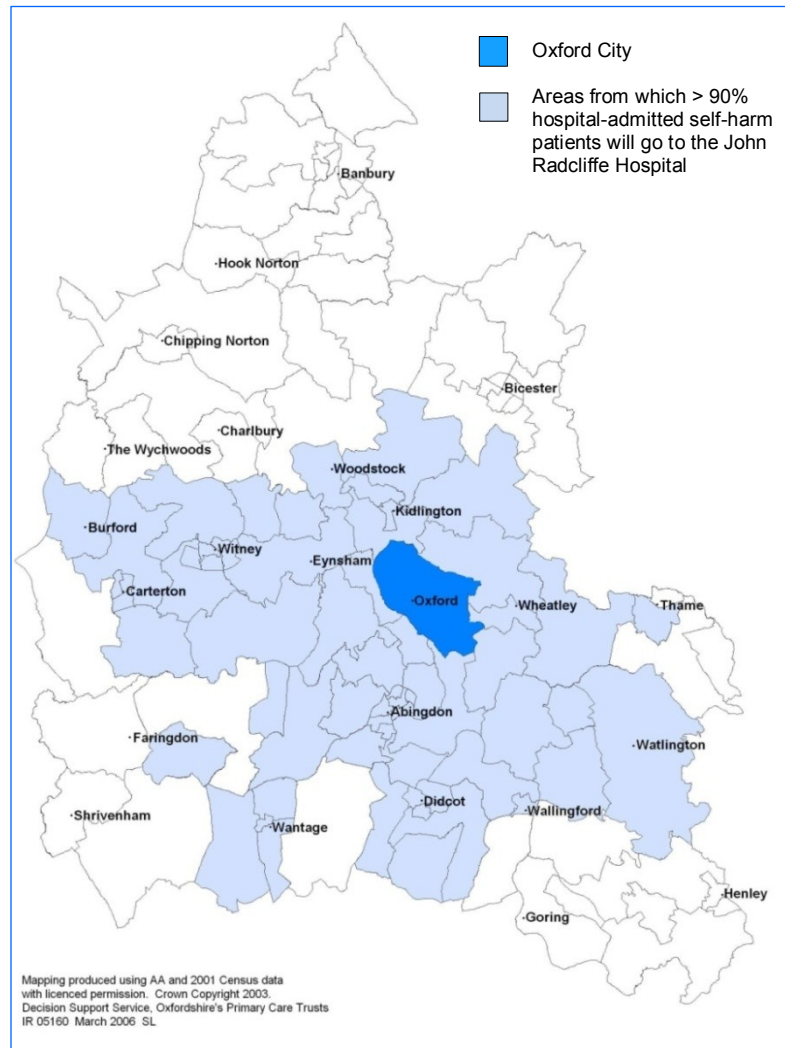 Oxford City
Areas from which > 90%
hospital-admitted self-harm
patients will go to the John
Radcliffe Hospital
Banbury
Hook Norton
Chipping Norton
Bicester
Charlbury
The Wychwoods
Woodstock
Kidlington
Burford
Witney
Eynsham
Carterton
Oxford
Wheatley
Thame
Abingdon
Faringdon
Watlington
Didcot
Wallingford
Shrivenham
Wantage
Henley
Goring
Mapping produced using AA and 2001 Census data
with licenced permission. Crown Copyright 2003.
Decision Support Service, Oxfordshire's Primary Care Trusts
IR 05160 March 2006 SL